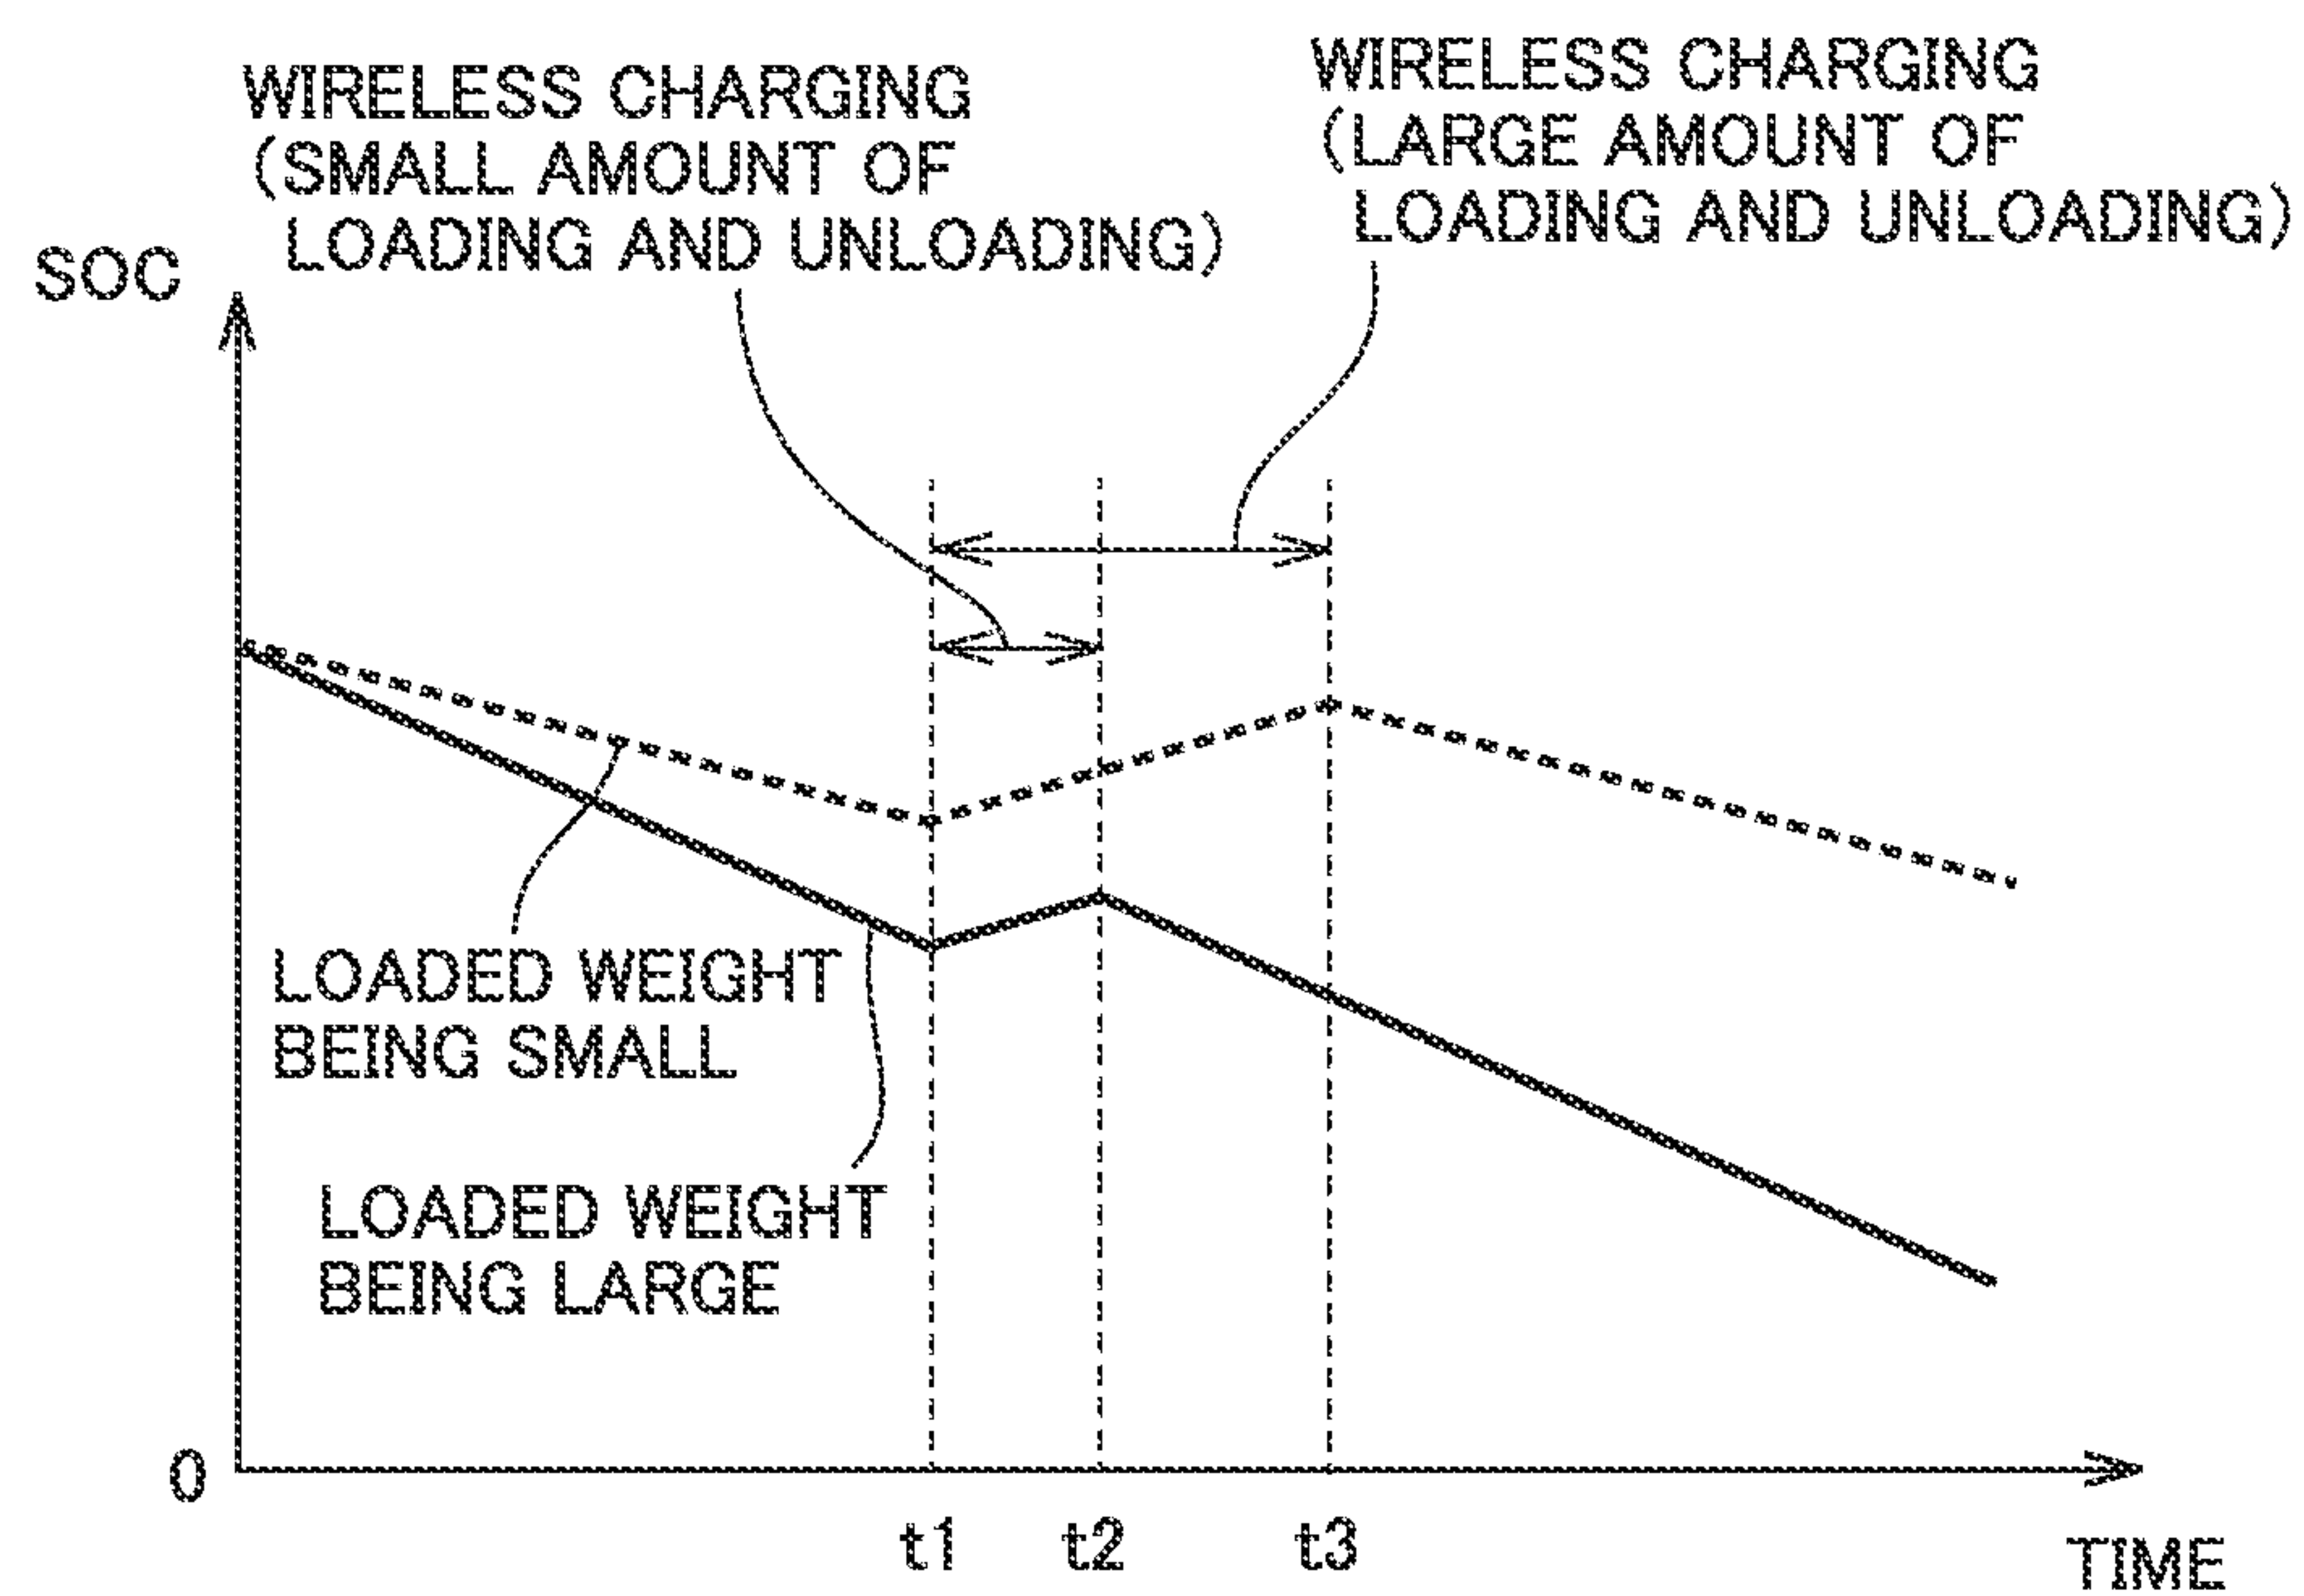 WIRELESS CHARGING
(SMALL AMOUNT OF
LOADING AND UNLOADING)
WIRELESS CHARGING
(LARGE AMOUNT OF
LOADING AND UNLOADING)
SOC
LOADED WEIGHT
BEING SMALL
LOADED WEIGHT
BEING LARGE
0
t1
t2
t3
TIME